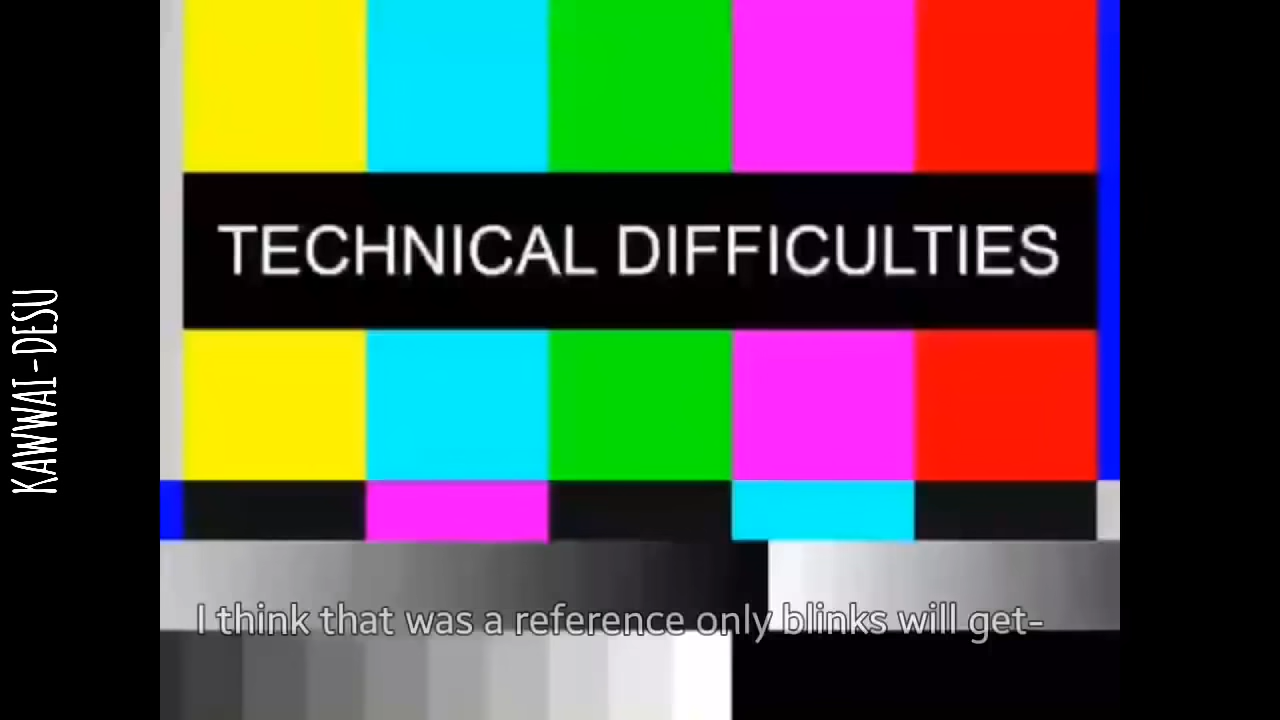 TECHNICAL DIFFICULTIES
KAWWAI-DESU
I think that was a reference only blinks will get-